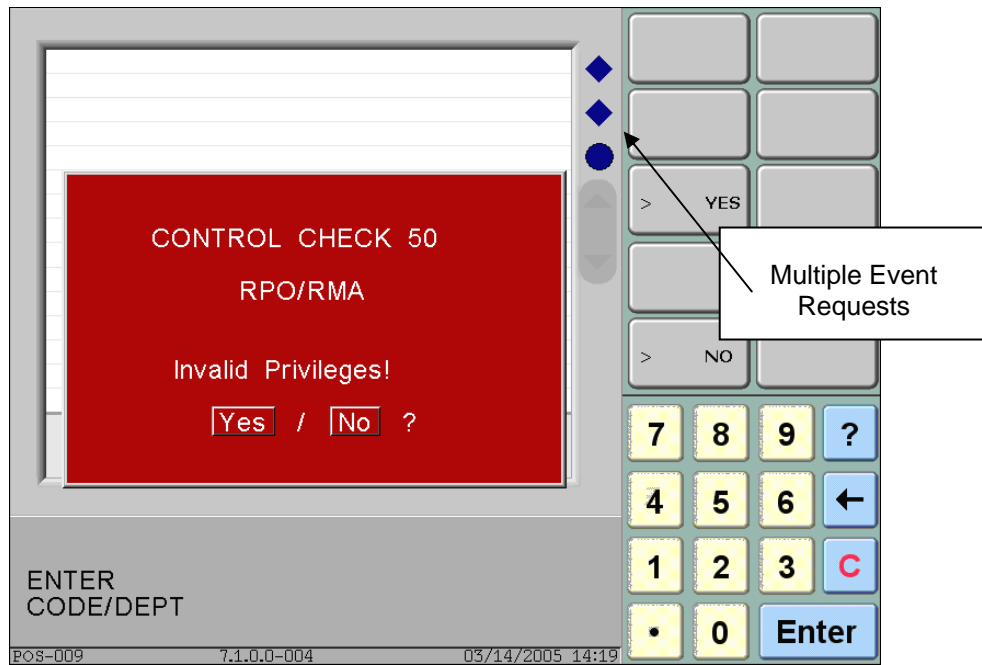 CONTROL CHECK 50
RPO/RMA
Invalid Privileges!
Yes / No ?
> YES
Multiple Event
Requests
> NO
7 8 9 ?
4 5 6 ←
1 2 3 C
. 0 Enter
ENTER
CODE/DEPT
POS-009 7.1.0.0-004 03/14/2005 14:19